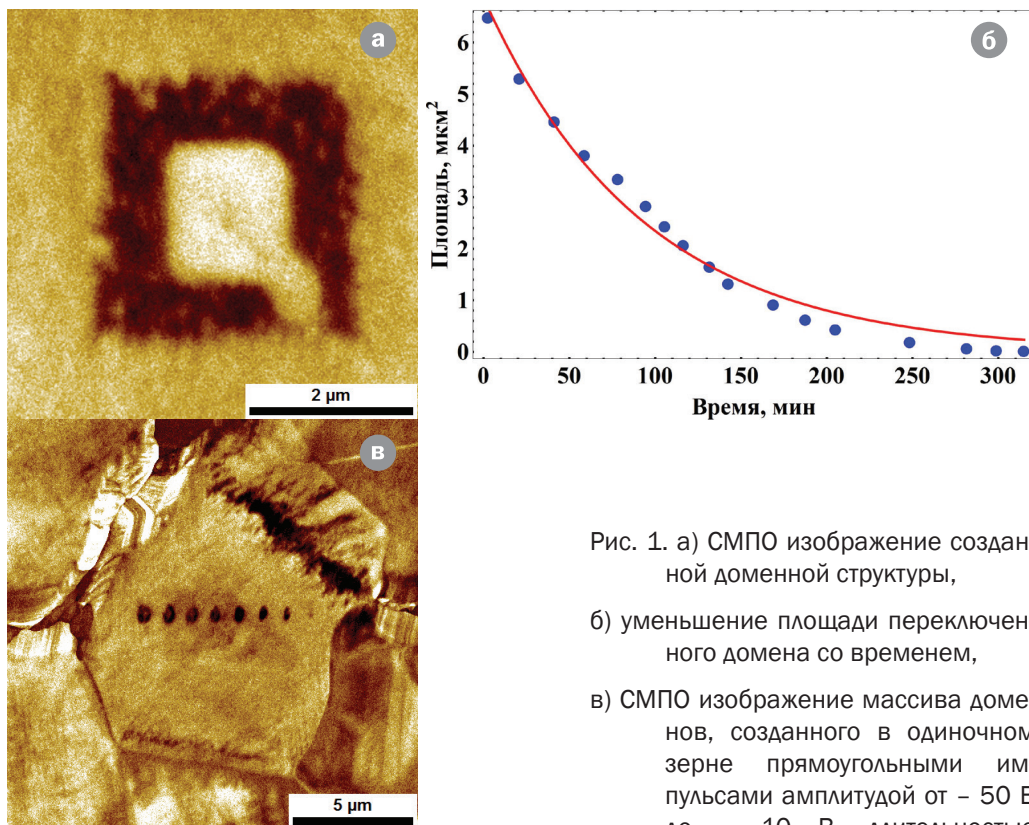 а
б
Площадь, мкм²
6
5
4
3
2
1
0
0 50 100 150 200 250 300
Время, мин
2 µm
в
5 µm
Рис. 1. а) СМПО изображение создан-
ной доменной структуры,
б) уменьшение площади переключен-
ного домена со временем,
в) СМПО изображение массива доме-
нов, созданного в одиночном
зерне прямоугольными им-
пульсами амплитудой от – 50 В